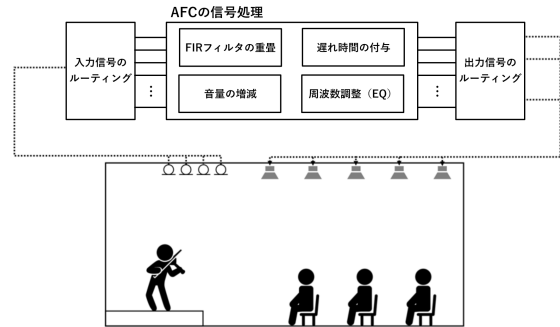 AFCの信号処理
入力信号の
ルーティング
FIRフィルタの重畳
遅れ時間の付与
音量の増減
周波数調整（EQ）
出力信号の
ルーティング